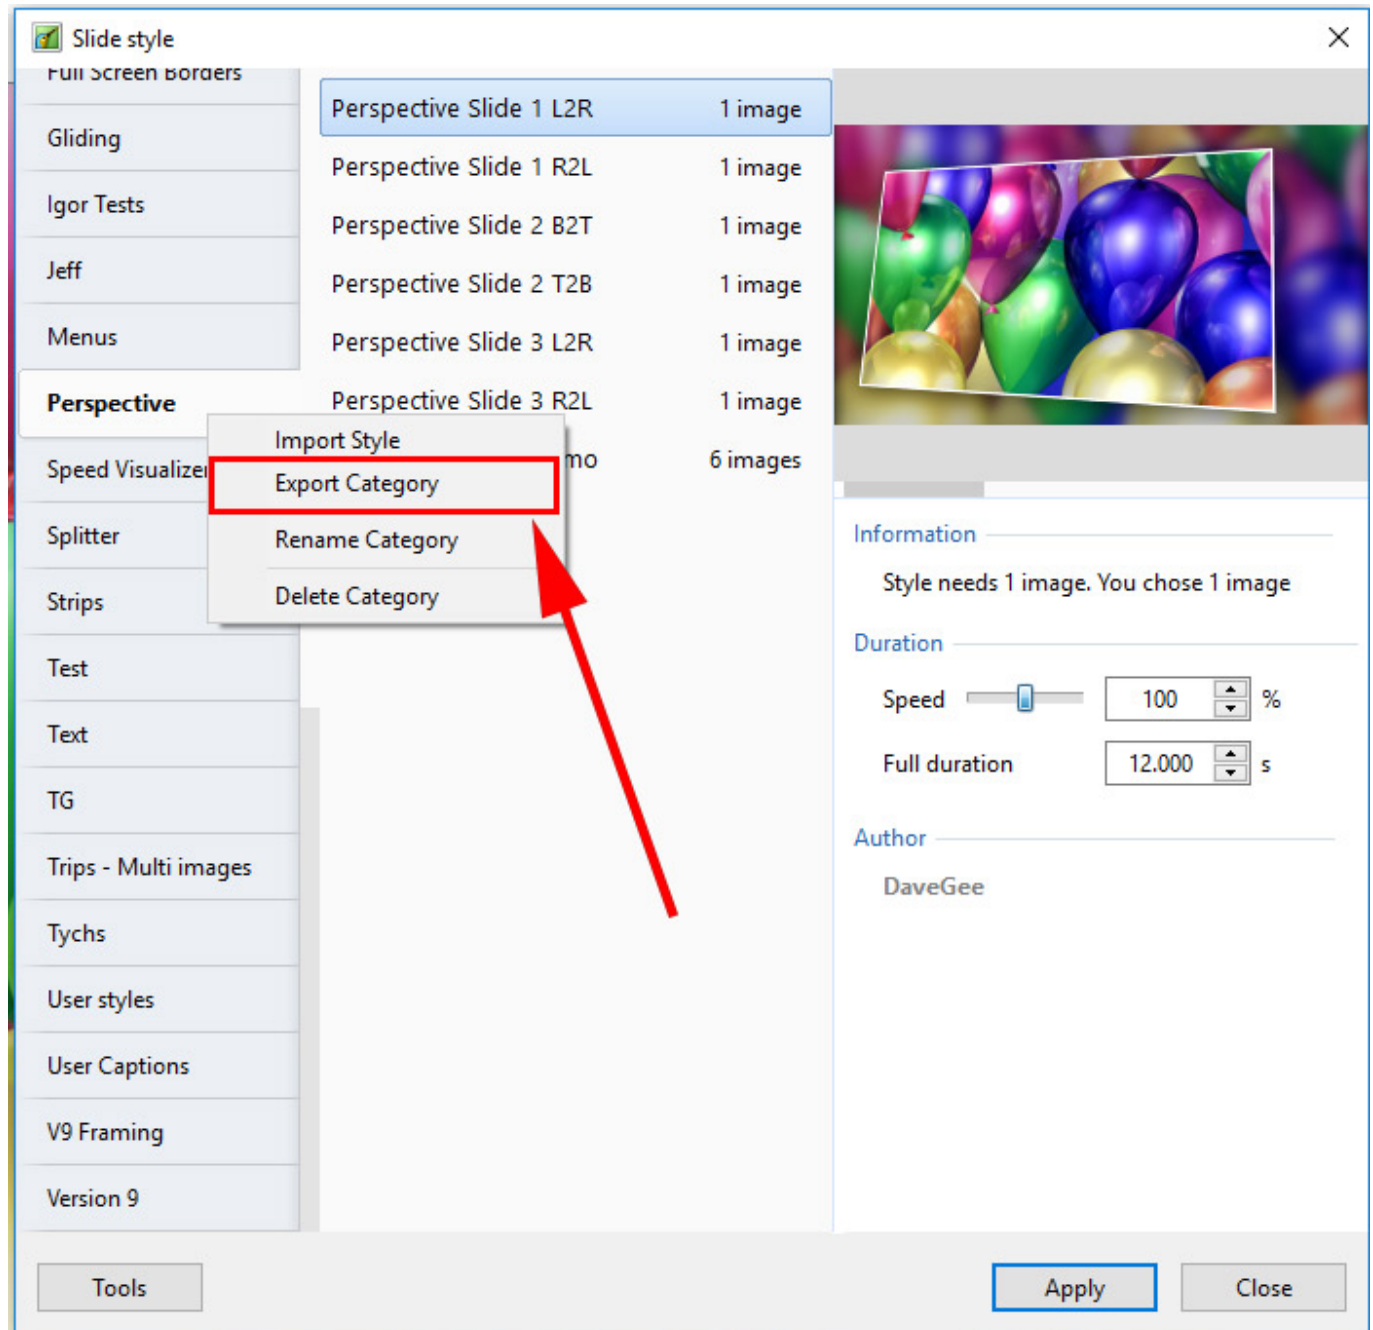 Slide style
Full Screen Borders
Gliding
Igor Tests
Jeff
Menus
Perspective
Speed Visualizer
Splitter
Strips
Test
Text
TG
Trips - Multi images
Tychs
User styles
User Captions
V9 Framing
Version 9
Perspective Slide 1 L2R 1 image
Perspective Slide 1 R2L 1 image
Perspective Slide 2 B2T 1 image
Perspective Slide 2 T2B 1 image
Perspective Slide 3 L2R 1 image
Perspective Slide 3 R2L 1 image
mo 6 images
Import Style
Export Category
Rename Category
Delete Category
Information
Style needs 1 image. You chose 1 image
Duration
Speed 100 %
Full duration 12.000 s
Author
DaveGee
Tools
Apply
Close